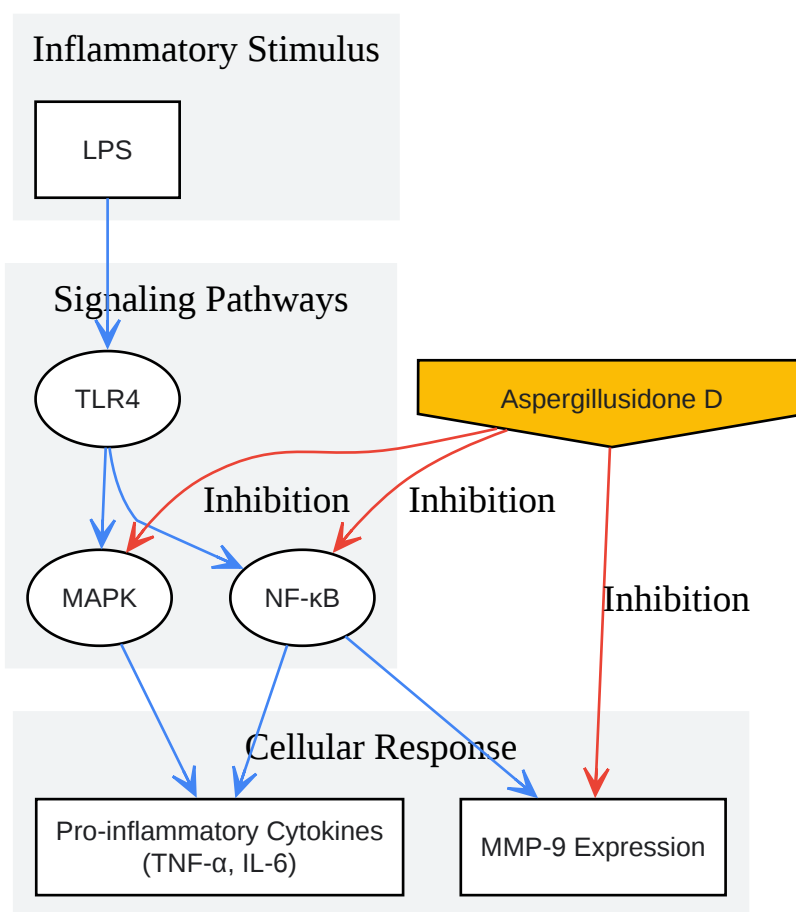 Inflammatory Stimulus
LPS
Signaling Pathways
TLR4
Aspergillusidone D
Inhibition
Inhibition
MAPK
NF-κB
Inhibition
Cellular Response
Pro-inflammatory Cytokines
(TNF-α, IL-6)
MMP-9 Expression